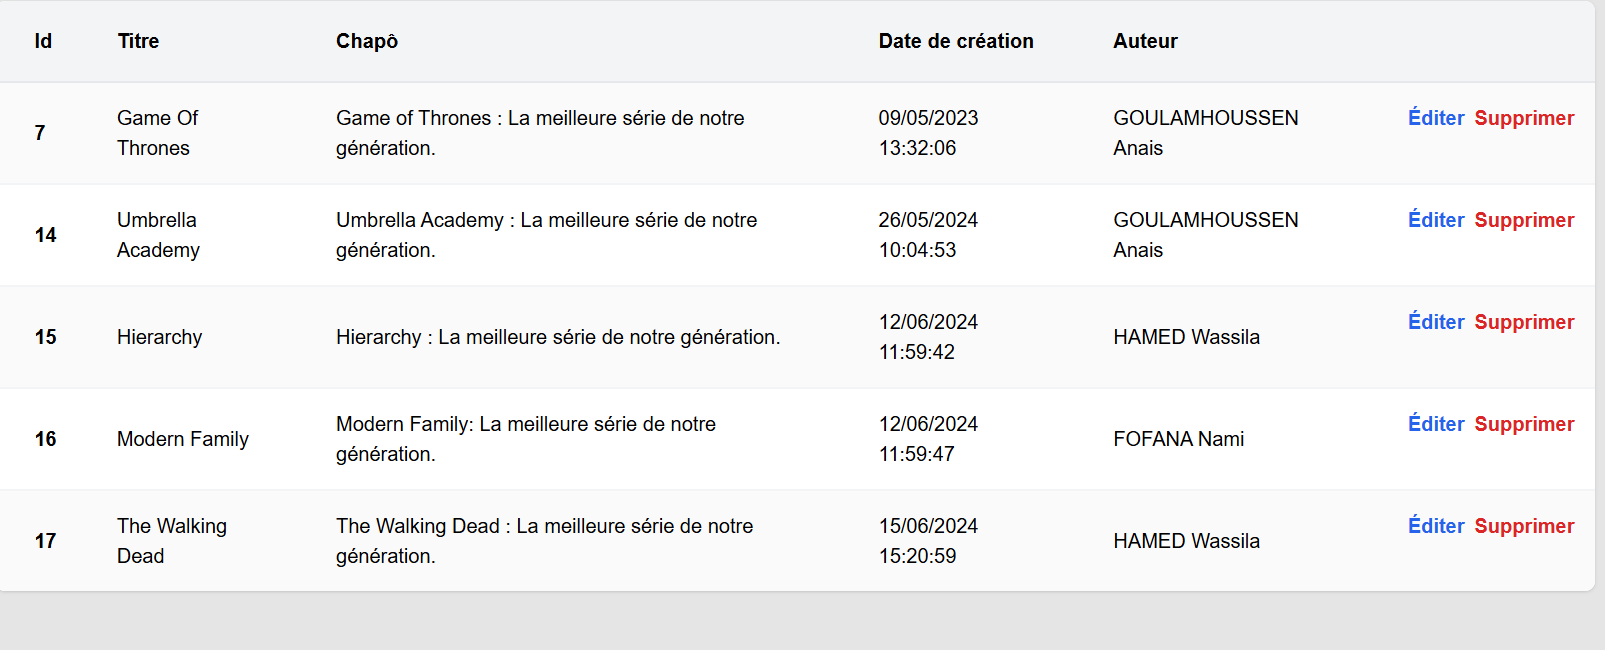 Id Titre Chapô Date de création Auteur
7 Game Of Thrones Game of Thrones : La meilleure série de notre génération. 09/05/2023 13:32:06 GOULAMHOUSSEN Anais Éditer Supprimer
14 Umbrella Academy Umbrella Academy : La meilleure série de notre génération. 26/05/2024 10:04:53 GOULAMHOUSSEN Anais Éditer Supprimer
15 Hierarchy Hierarchy : La meilleure série de notre génération. 12/06/2024 11:59:42 HAMED Wassila Éditer Supprimer
16 Modern Family Modern Family: La meilleure série de notre génération. 12/06/2024 11:59:47 FOFANA Nami Éditer Supprimer
17 The Walking Dead The Walking Dead : La meilleure série de notre génération. 15/06/2024 15:20:59 HAMED Wassila Éditer Supprimer